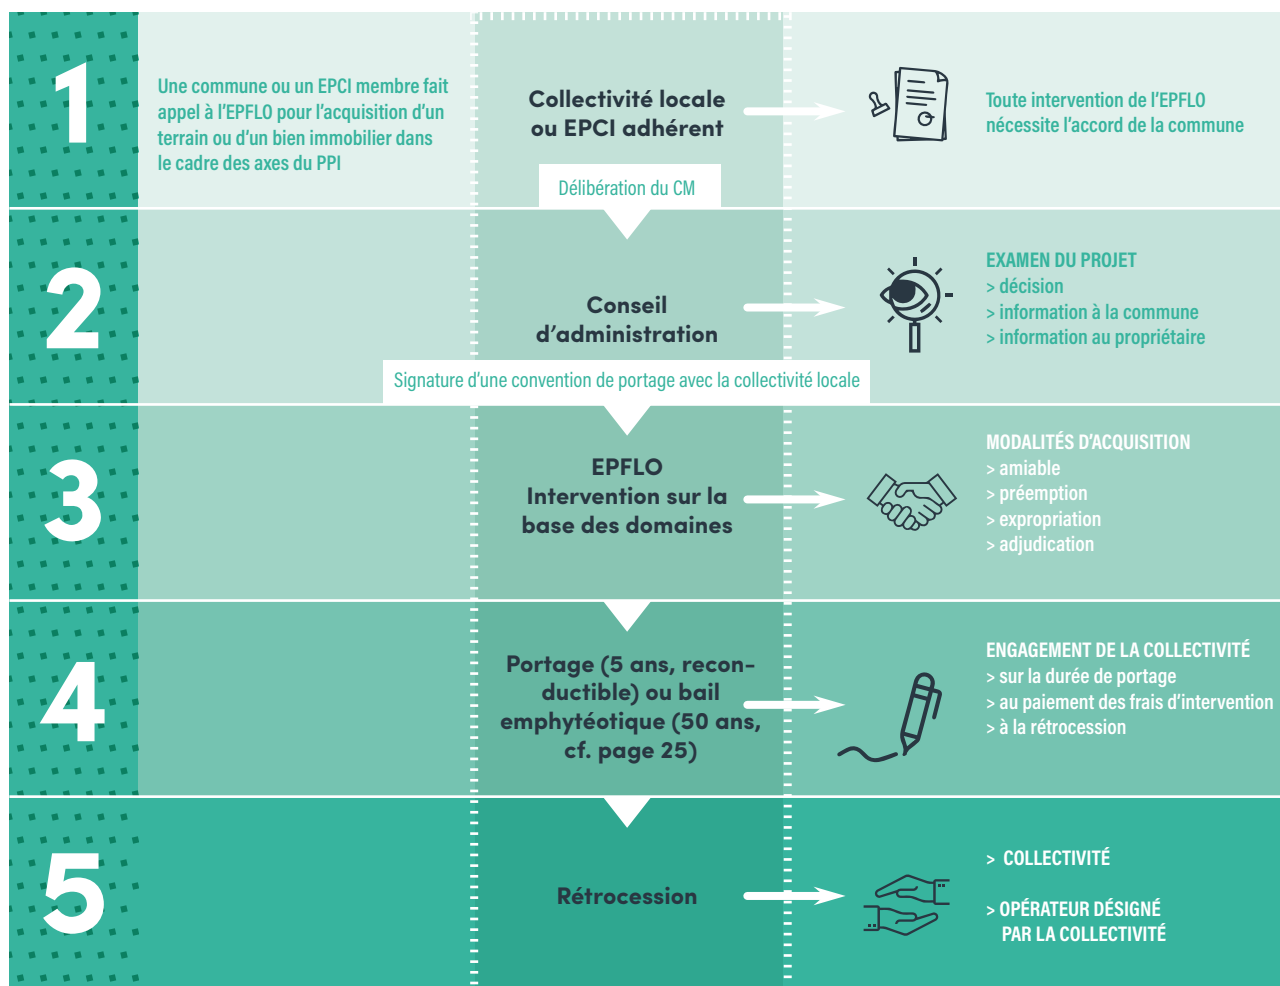 1
Une commune ou un EPCI membre fait
appel à l'EPFLO pour l'acquisition d'un
terrain ou d'un bien immobilier dans
le cadre des axes du PPI
Collectivité locale
ou EPCI adhérent
Toute intervention de l'EPFLO
nécessite l'accord de la commune
Délibération du CM
2
Conseil
d'administration
EXAMEN DU PROJET
> décision
> information à la commune
> information au propriétaire
Signature d'une convention de portage avec la collectivité locale
3
EPFLO
Intervention sur la
base des domaines
MODALITÉS D'ACQUISITION
> amiable
> préemption
> expropriation
> adjudication
4
Portage (5 ans, recon-
ductible) ou bail
emphytéotique (50 ans,
cf. page 25)
ENGAGEMENT DE LA COLLECTIVITÉ
> sur la durée de portage
> au paiement des frais d'intervention
> à la rétrocession
5
Rétrocession
> COLLECTIVITÉ
> OPÉRATEUR DÉSIGNÉ
PAR LA COLLECTIVITÉ